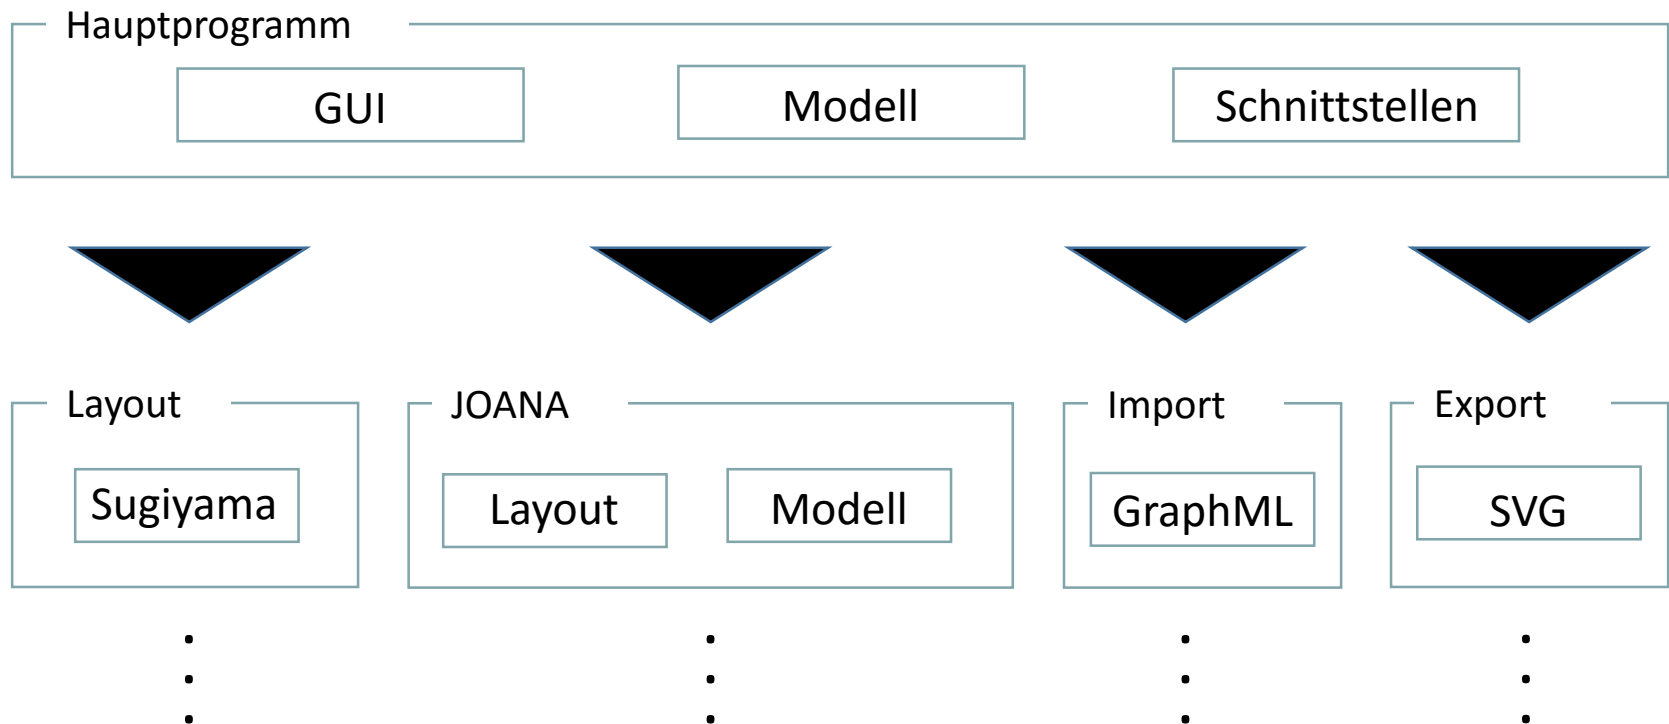 Hauptprogramm
GUI
Modell
Schnittstellen
Layout
JOANA
Import
Export
Sugiyama
Layout
Modell
GraphML
SVG